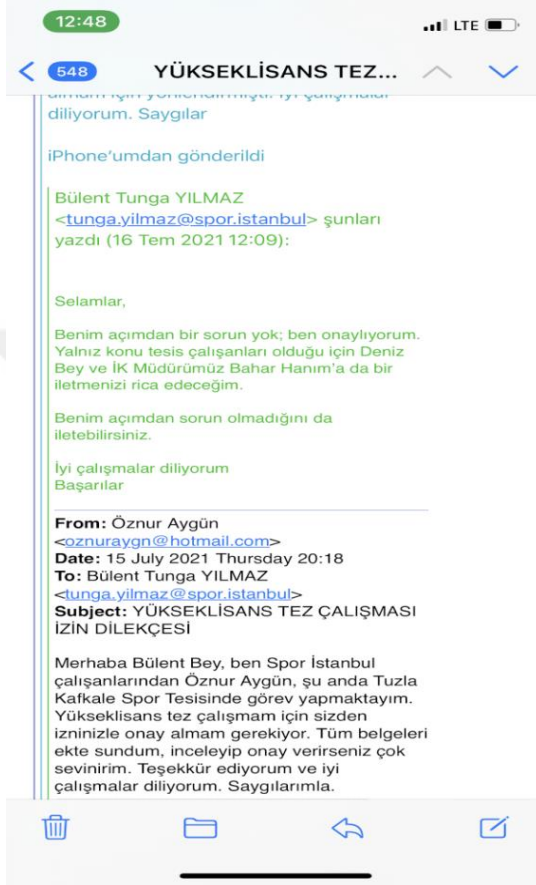 12:48
LTE
548
YÜKSEKLİSANS TEZ...
almam için yönlendirmişti. İyi çalışmalar
diliyorum. Saygılar
iPhone'umdan gönderildi
Bülent Tunga YILMAZ
<tunga.yilmaz@spor.istanbul> şunları
yazdı (16 Tem 2021 12:09):
Selamlar,
Benim açımdan bir sorun yok; ben onaylıyorum.
Yalnız konu tesis çalışanları olduğu için Deniz
Bey ve İK Müdürümüz Bahar Hanım'a da bir
iletmenizi rica edeceğim.
Benim açımdan sorun olmadığını da
iletebilirsiniz.
İyi çalışmalar diliyorum
Başarılar
From: Öznur Aygün
<oznuraygn@hotmail.com>
Date: 15 July 2021 Thursday 20:18
To: Bülent Tunga YILMAZ
<tunga.yilmaz@spor.istanbul>
Subject: YÜKSEKLİSANS TEZ ÇALIŞMASI
İZİN DİLEKÇESİ
Merhaba Bülent Bey, ben Spor İstanbul
çalışanlarından Öznur Aygün, şu anda Tuzla
Kafkale Spor Tesisinde görev yapmaktayım.
Yükseklisans tez çalışmam için sizden
izninizle onay almam gerekiyor. Tüm belgeleri
ekte sundum, inceleyip onay verirseniz çok
sevinirim. Teşekkür ediyorum ve iyi
çalışmalar diliyorum. Saygılarımla.